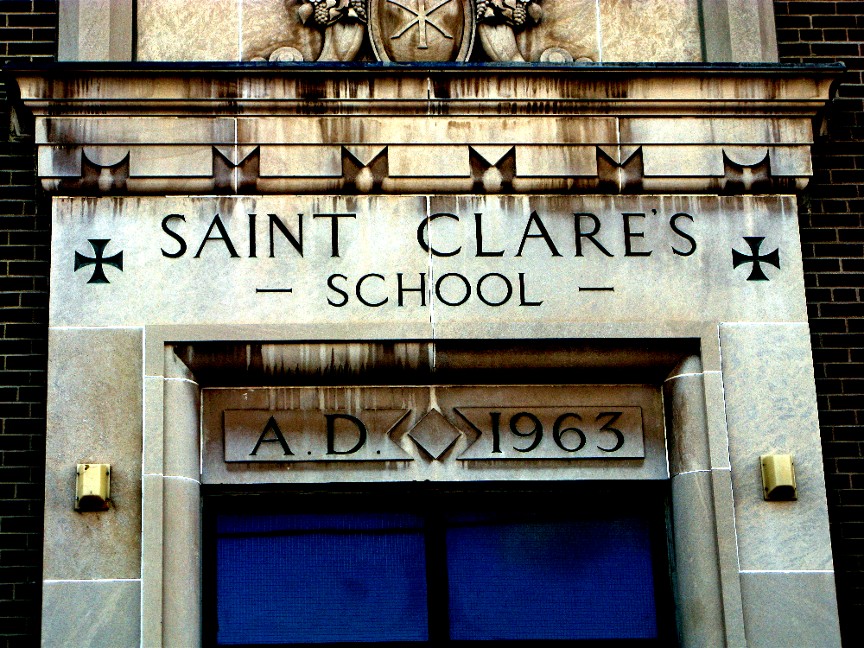 SAINT CLARE'S
– SCHOOL –
A.D. 1963